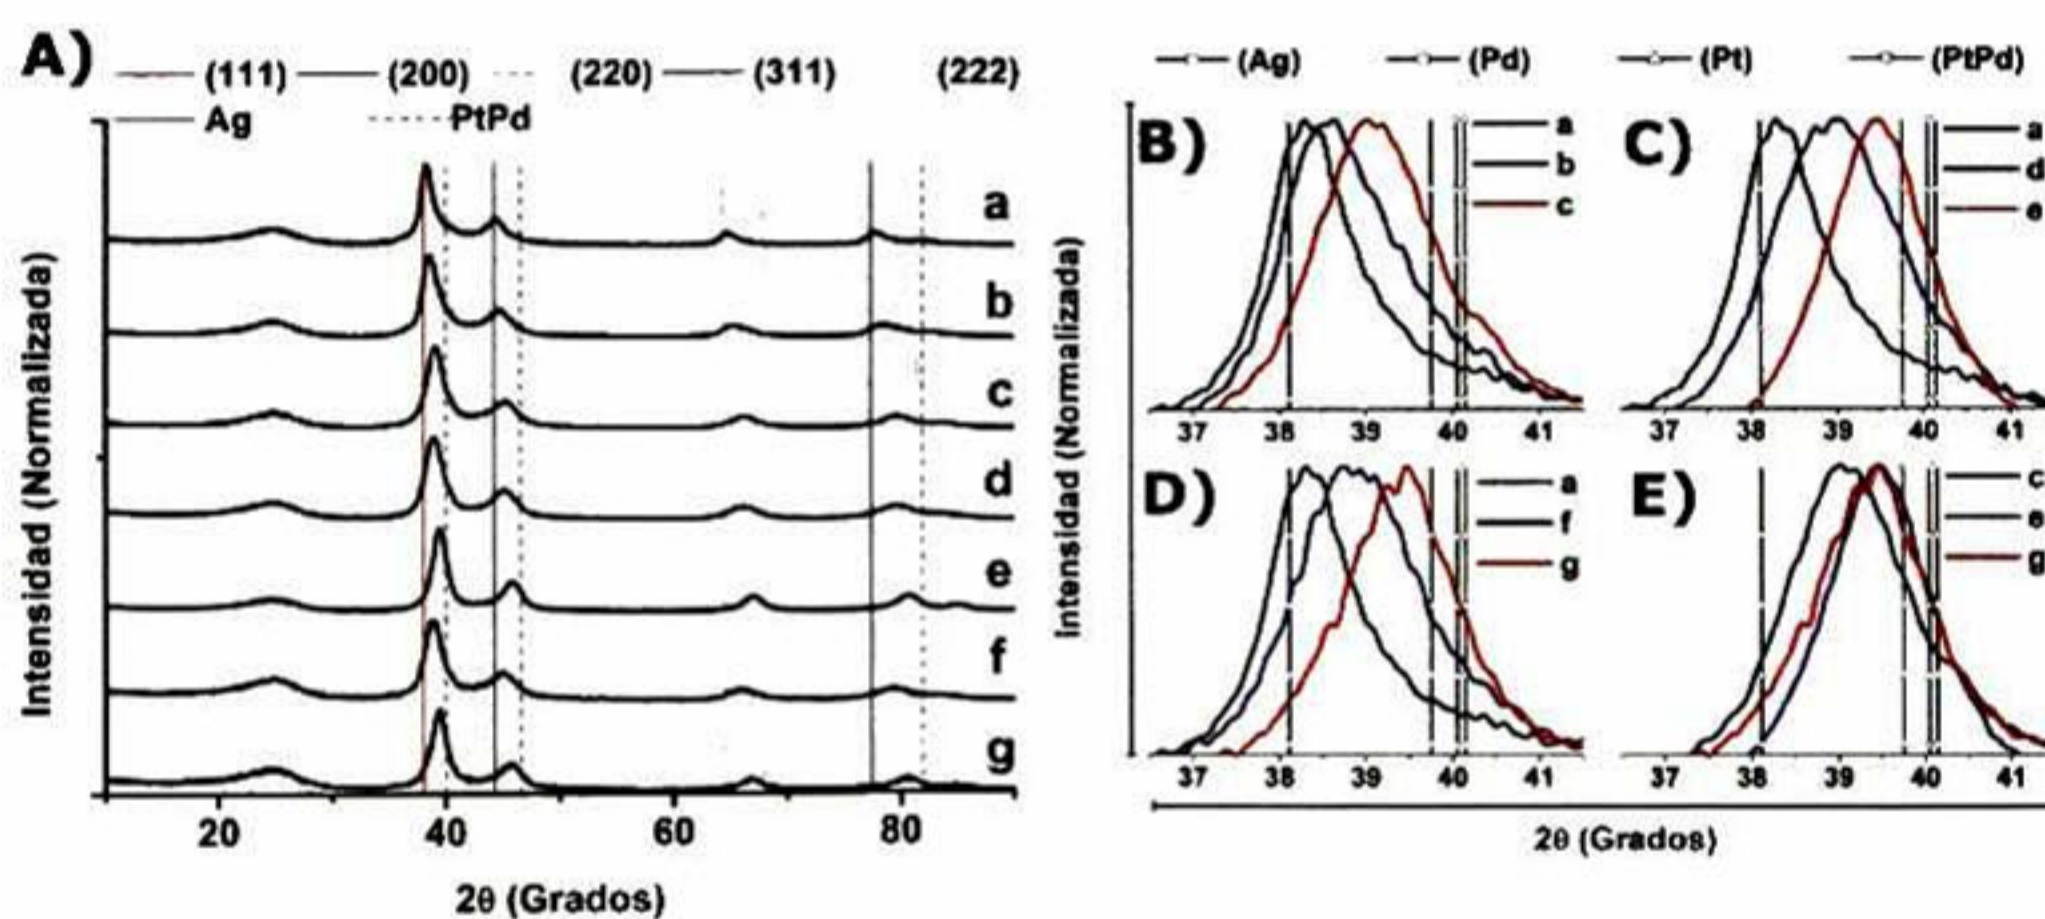 A)
(111) (200) (220) (311) (222)
Ag PtPd
a
b
c
d
e
f
g
Intensidad (Normalizada)
20 40 60 80
2θ (Grados)
(Ag) (Pd) (Pt) (PtPd)
Intensidad (Normalizada)
B)
a
b
c
37 38 39 40 41
C)
a
d
e
37 38 39 40 41
D)
a
f
g
37 38 39 40 41
E)
c
e
g
37 38 39 40 41
2θ (Grados)